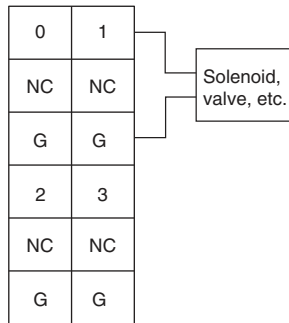 0 1
NC NC
G G
2 3
NC NC
G G
Solenoid,
valve, etc.